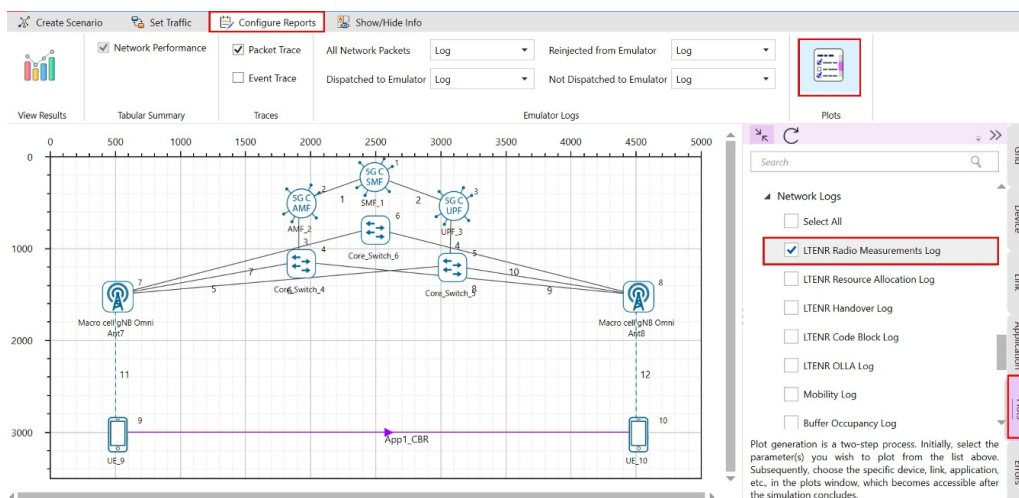 Create Scenario Set Traffic Configure Reports Show/Hide Info
Network Performance Packet Trace All Network Packets Log Reinjected from Emulator Log
Event Trace Dispatched to Emulator Log Not Dispatched to Emulator Log
View Results Tabular Summary Traces Emulator Logs Plots
0 500 1000 1500 2000 2500 3000 3500 4000 4500 5000
0
1000
2000
3000
5G C
SMF
1
SMF_1
5G C
AMF
2
AMF_2
5G C
UPF
3
UPF_3
1
2
6
Core_Switch_6
3
4
Core_Switch_4
4
5
Core_Switch_5
7
5
6
10
8
9
7
Macro cell gNB Omni
Ant7
8
Macro cell gNB Omni
Ant8
11
12
9
UE_9
10
UE_10
App1_CBR
Search
Network Logs
Select All
LTENR Radio Measurements Log
LTENR Resource Allocation Log
LTENR Handover Log
LTENR Code Block Log
LTENR OLLA Log
Mobility Log
Buffer Occupancy Log
Plot generation is a two-step process. Initially, select the
parameter(s) you wish to plot from the list above.
Subsequently, choose the specific device, link, application,
etc., in the plots window, which becomes accessible after
the simulation concludes.
Grid
Device
Link
Application
Plots
Errors